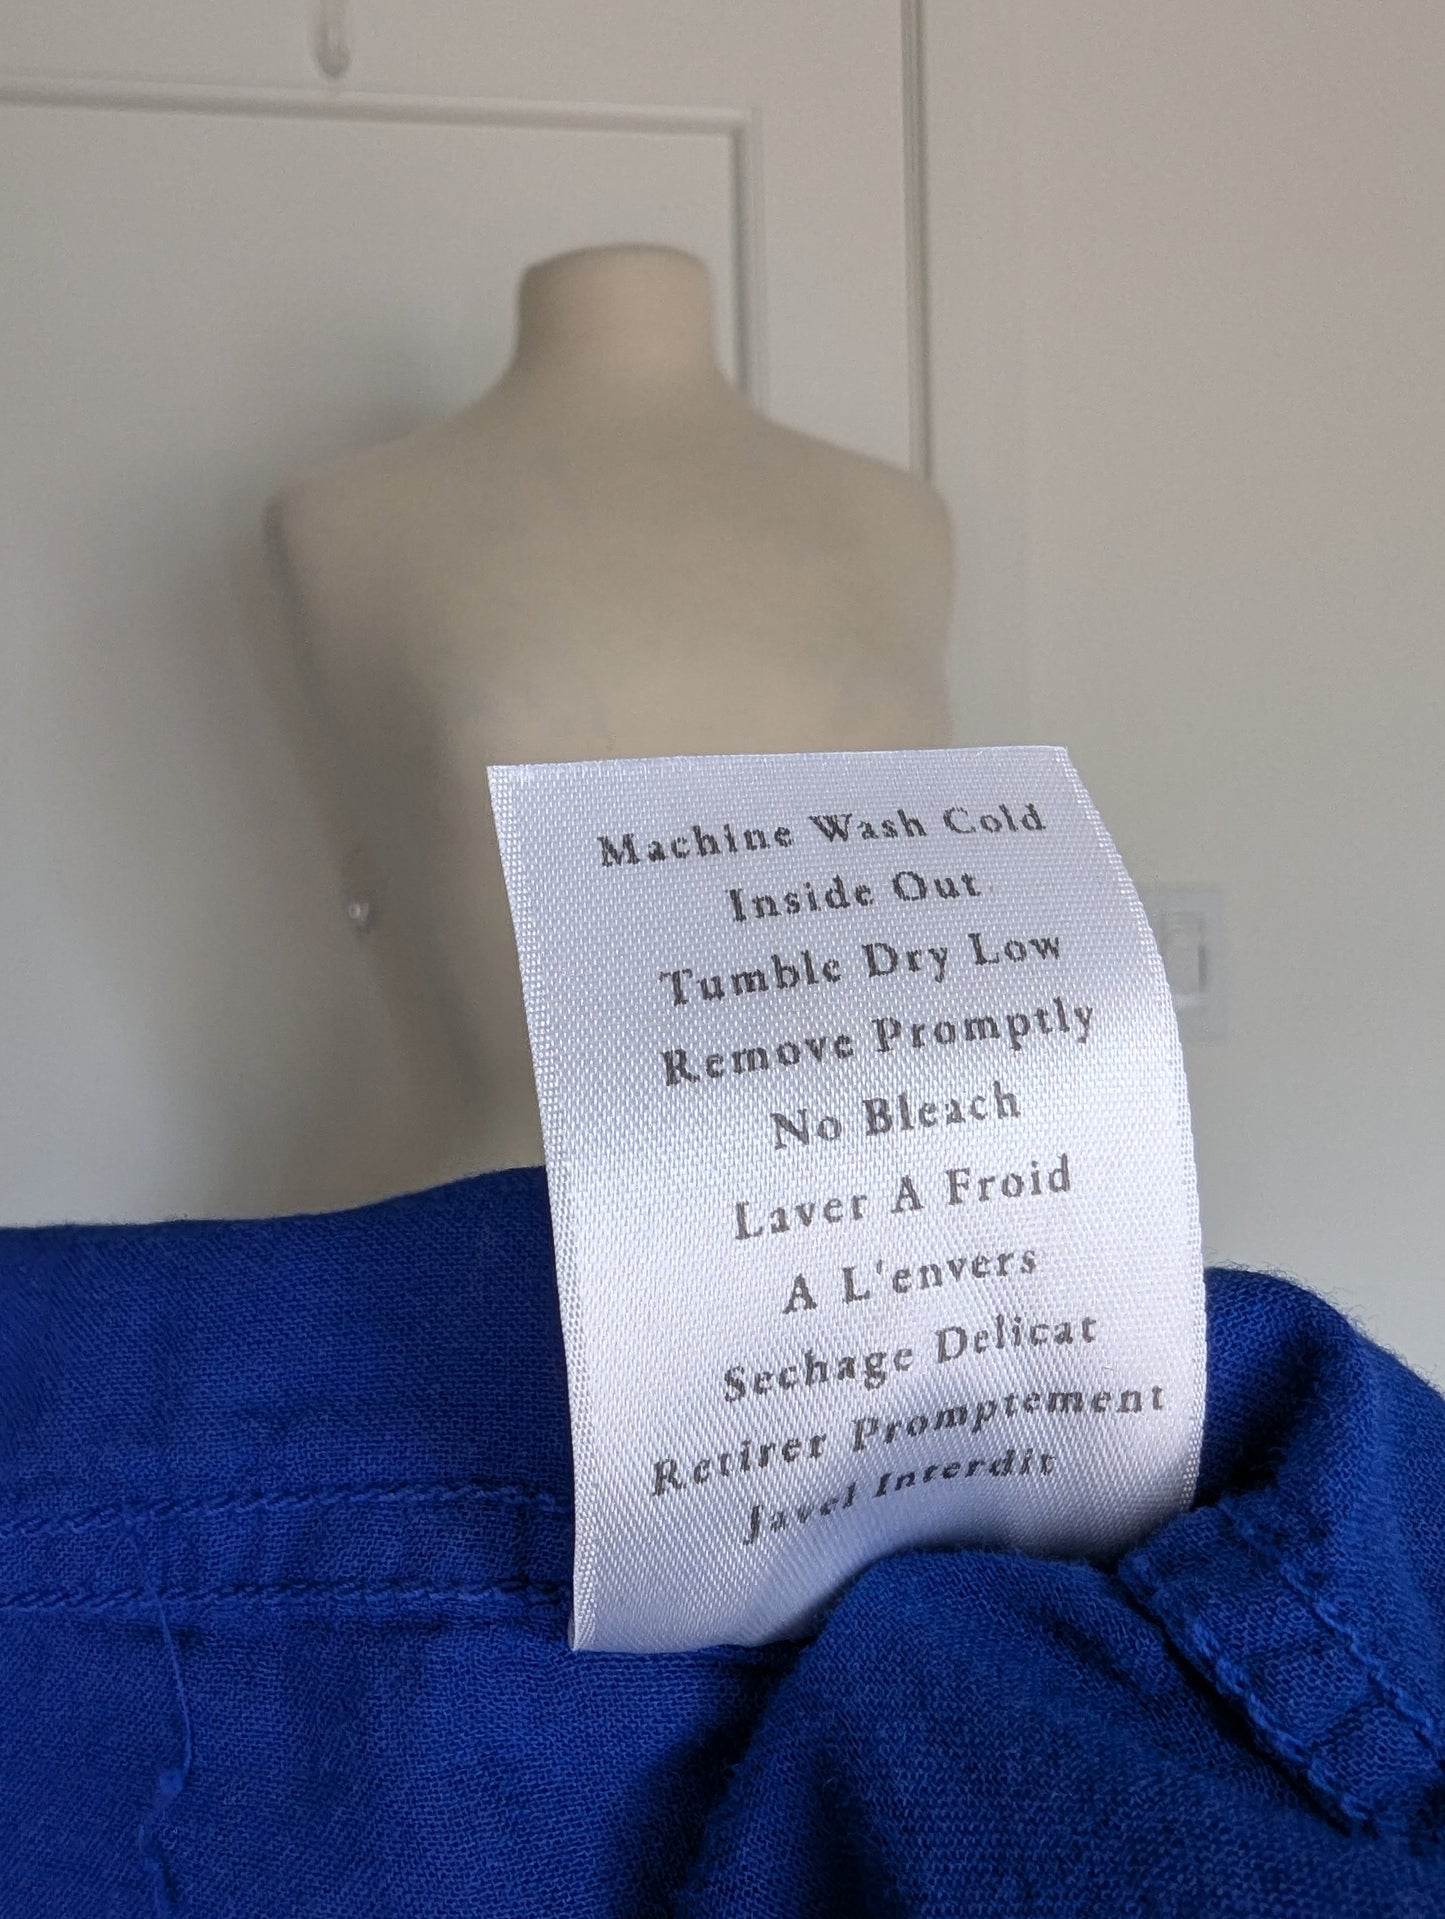 Machine Wash Cold
Inside Out
Tumble Dry Low
Remove Promptly
No Bleach
Laver A Froid
A L'envers
Sechage Delicat
Retirer Promptement
Javel Interdit